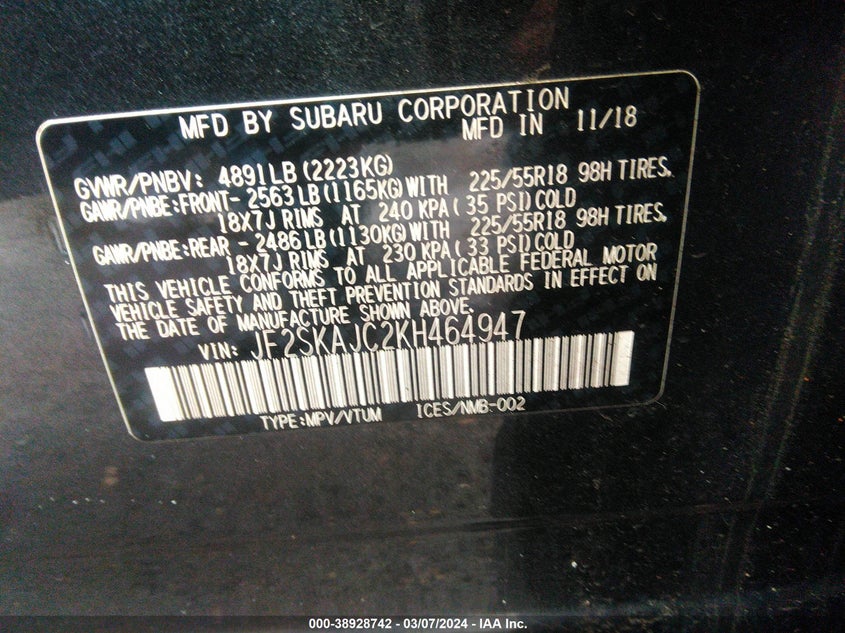 MFD BY SUBARU CORPORATION
MFD IN 11/18
GVWR/PNBV: 4891LB(2223KG)
GAWR/PNBE:FRONT- 2563LB(1165KG)WITH 225/55R18 98H TIRES,
18X7J RIMS AT 240 KPA( 35 PSI)COLD
GAWR/PNBE:REAR - 2486LB(1130KG)WITH 225/55R18 98H TIRES,
18X7J RIMS AT 230 KPA( 33 PSI)COLD
THIS VEHICLE CONFORMS TO ALL APPLICABLE FEDERAL MOTOR
VEHICLE SAFETY AND THEFT PREVENTION STANDARDS IN EFFECT ON
THE DATE OF MANUFACTURE SHOWN ABOVE.
VIN: JF2SKAJC2KH464947
TYPE:MPV/VTUM ICES/NMB-002
000-38928742 - 03/07/2024 - IAA Inc.